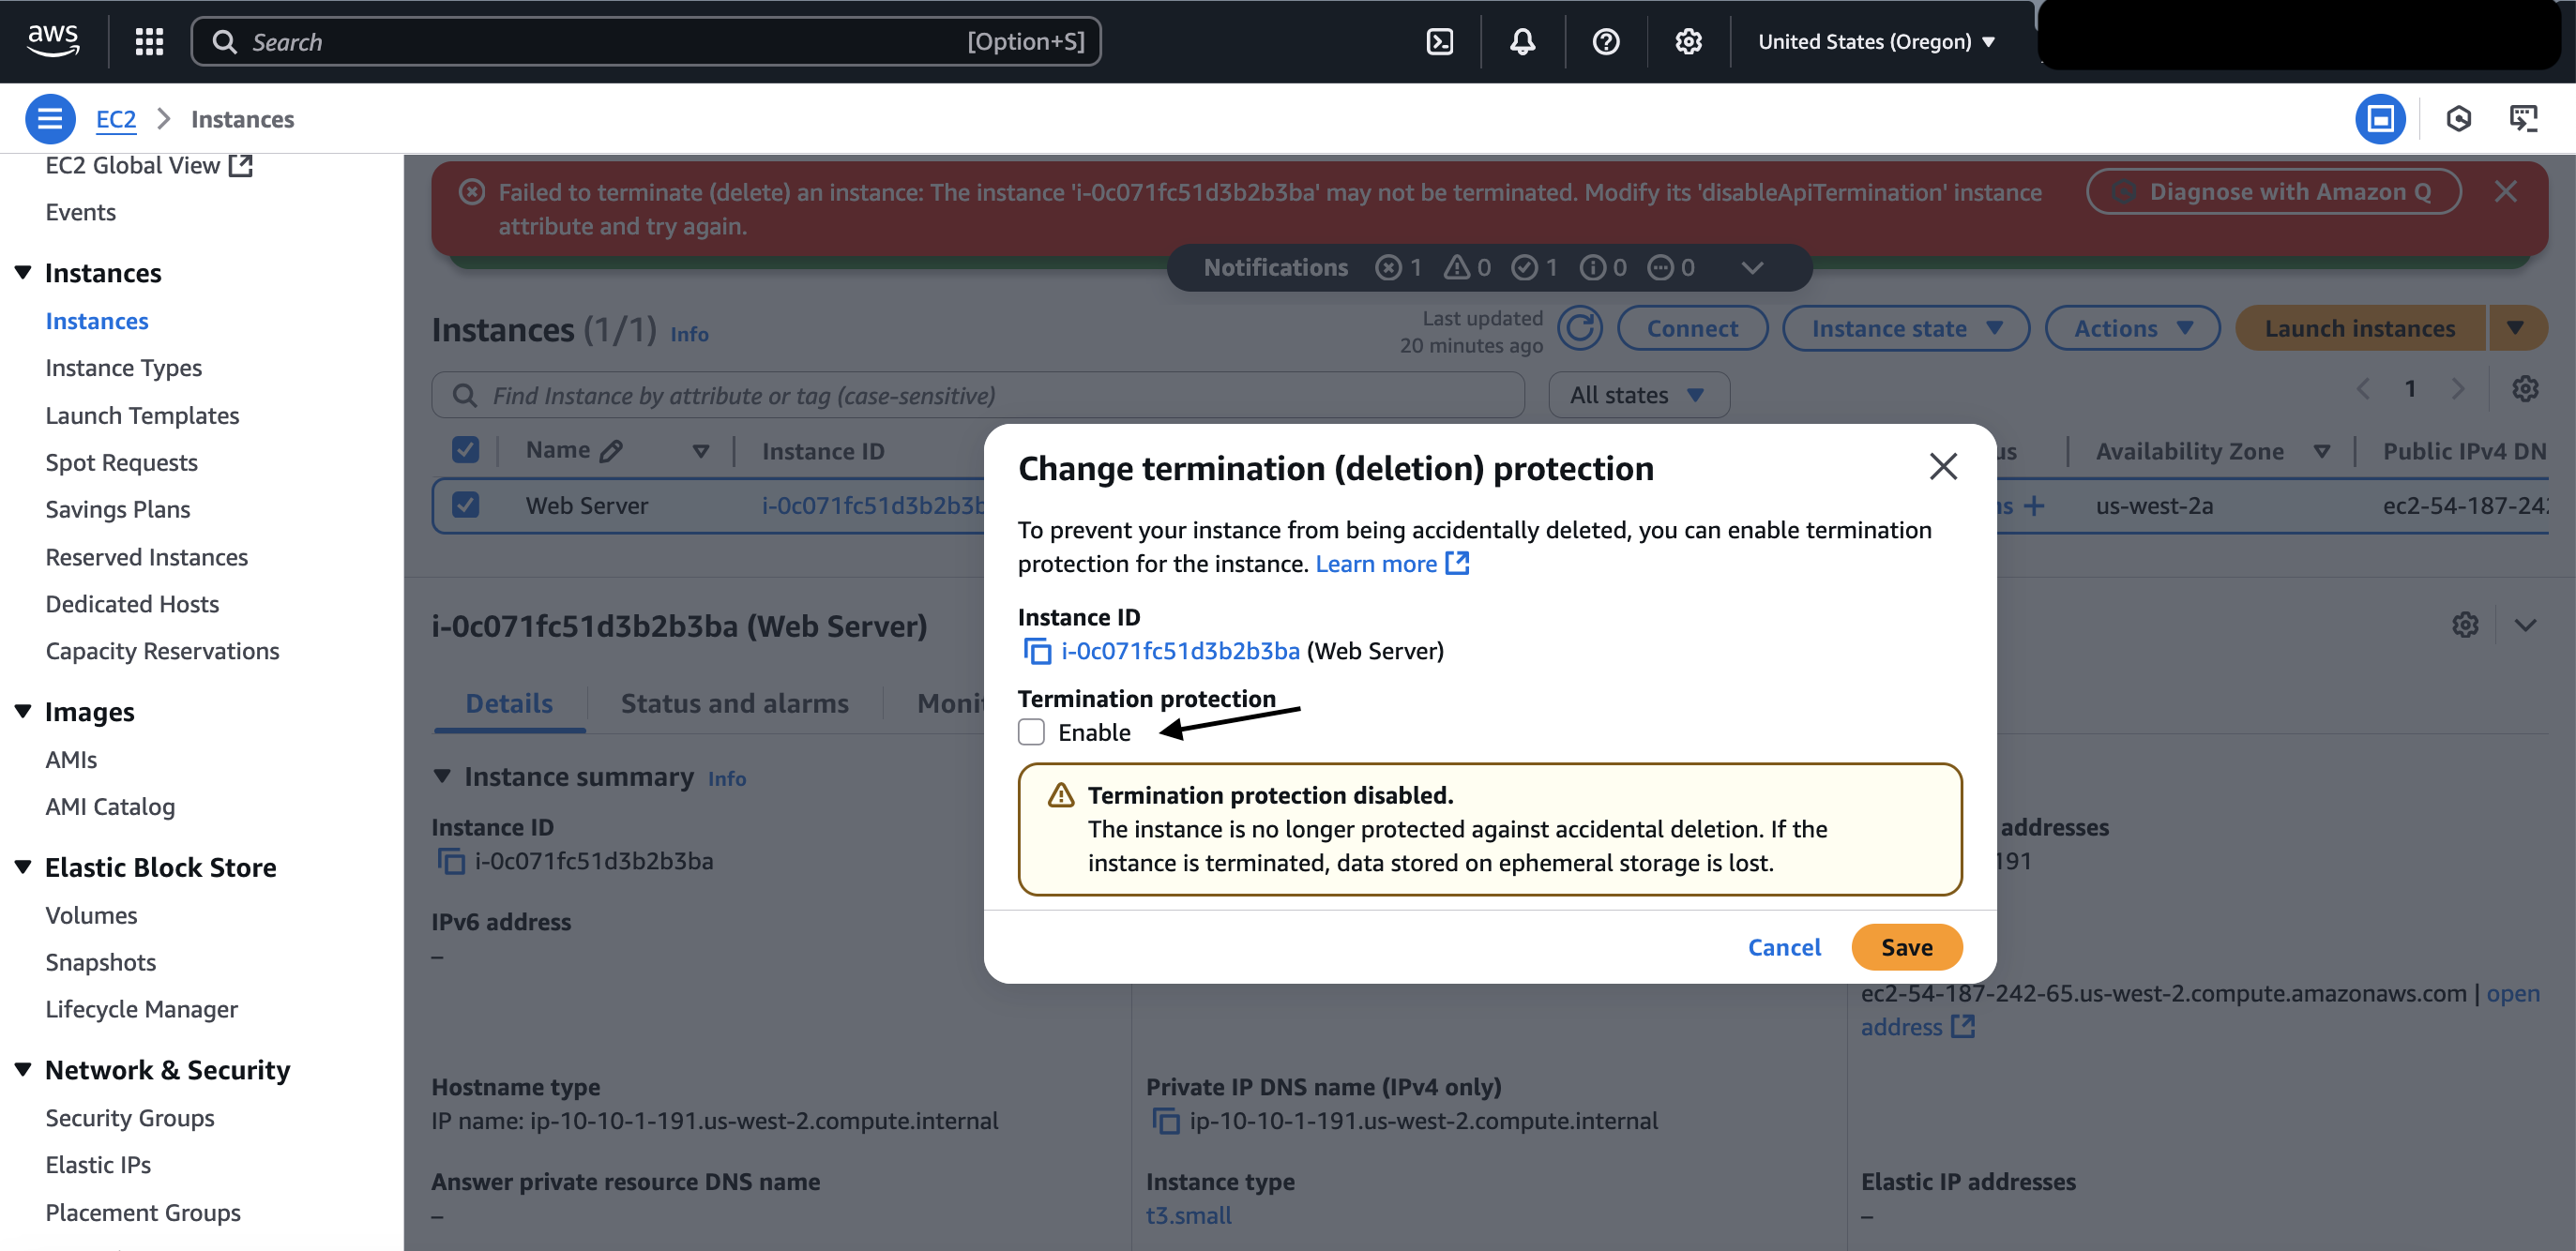 aws
Search
[Option+S]
United States (Oregon)
EC2
Instances
EC2 Global View
Events
Instances
Instances
Instance Types
Launch Templates
Spot Requests
Savings Plans
Reserved Instances
Dedicated Hosts
Capacity Reservations
Images
AMIs
AMI Catalog
Elastic Block Store
Volumes
Snapshots
Lifecycle Manager
Network & Security
Security Groups
Elastic IPs
Placement Groups
Failed to terminate (delete) an instance: The instance 'i-0c071fc51d3b2b3ba' may not be terminated. Modify its 'disableApiTermination' instance
attribute and try again.
Diagnose with Amazon Q
Notifications 1 0 1 0 0
Instances (1/1) Info
Last updated
20 minutes ago
Connect
Instance state
Actions
Launch instances
Find Instance by attribute or tag (case-sensitive)
All states
1
Name
Instance ID
us
Availability Zone
Public IPv4 DN
Web Server
i-0c071fc51d3b2b3b
us-west-2a
ec2-54-187-242
i-0c071fc51d3b2b3ba (Web Server)
Details
Status and alarms
Monit
Instance summary Info
Instance ID
i-0c071fc51d3b2b3ba
addresses
191
IPv6 address
–
ec2-54-187-242-65.us-west-2.compute.amazonaws.com | open
address
Hostname type
IP name: ip-10-10-1-191.us-west-2.compute.internal
Private IP DNS name (IPv4 only)
ip-10-10-1-191.us-west-2.compute.internal
Answer private resource DNS name
–
Instance type
t3.small
Elastic IP addresses
–
Change termination (deletion) protection
To prevent your instance from being accidentally deleted, you can enable termination
protection for the instance. Learn more
Instance ID
i-0c071fc51d3b2b3ba (Web Server)
Termination protection
Enable
Termination protection disabled.
The instance is no longer protected against accidental deletion. If the
instance is terminated, data stored on ephemeral storage is lost.
Cancel
Save